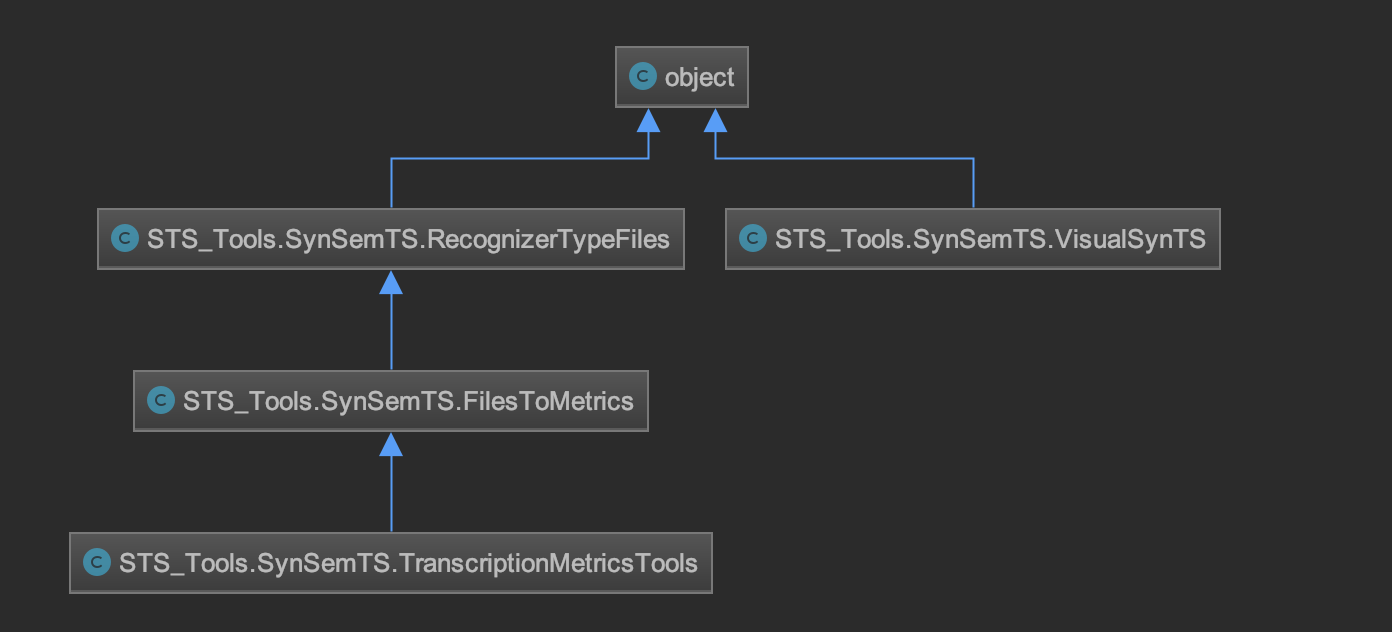 C object
C STS_Tools.SynSemTS.RecognizerTypeFiles
C STS_Tools.SynSemTS.VisualSynTS
C STS_Tools.SynSemTS.FilesToMetrics
C STS_Tools.SynSemTS.TranscriptionMetricsTools